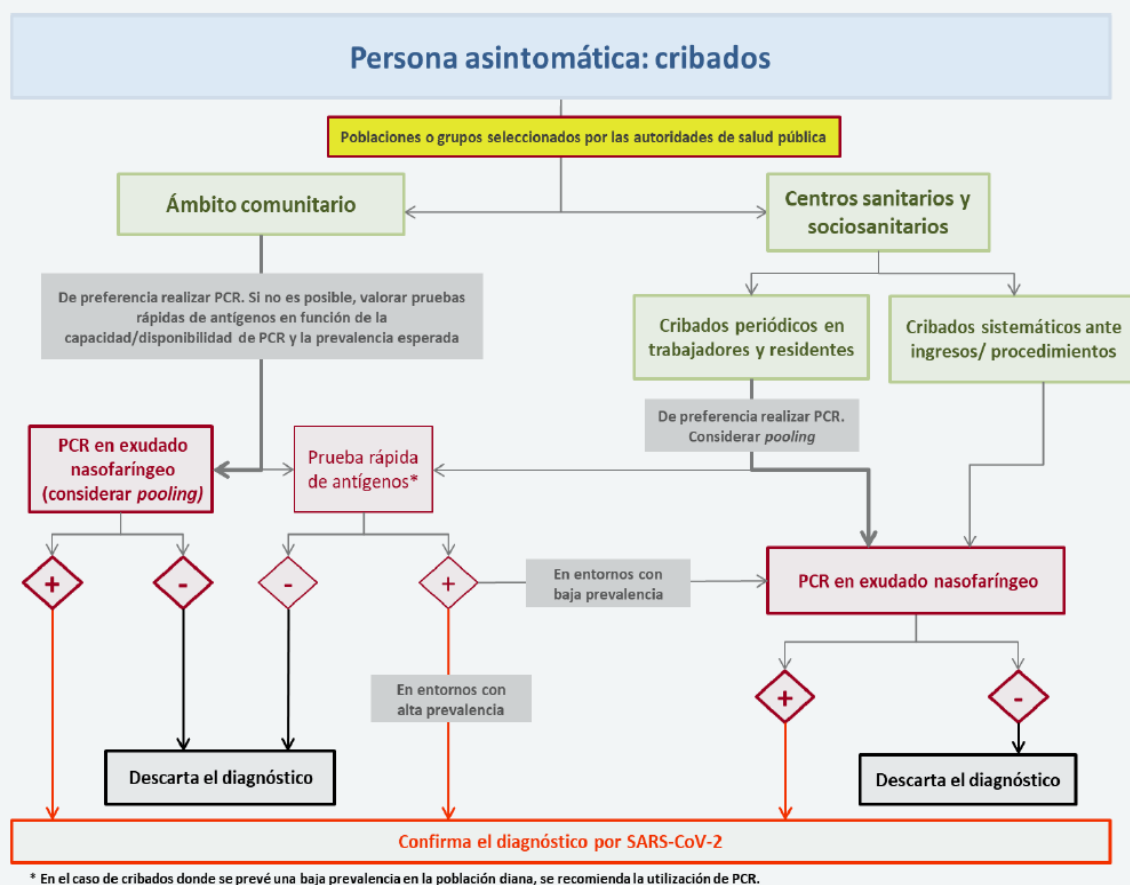 Persona asintomática: cribados
Poblaciones o grupos seleccionados por las autoridades de salud pública
Ámbito comunitario
Centros sanitarios y
sociosanitarios
De preferencia realizar PCR. Si no es posible, valorar pruebas
rápidas de antígenos en función de la
capacidad/disponibilidad de PCR y la prevalencia esperada
Cribados periódicos en
trabajadores y residentes
Cribados sistemáticos ante
ingresos/ procedimientos
De preferencia realizar PCR.
Considerar pooling
PCR en exudado
nasofaríngeo
(considerar pooling)
Prueba rápida
de antígenos*
+
-
-
+
En entornos con
baja prevalencia
PCR en exudado nasofaríngeo
En entornos con
alta prevalencia
+
-
Descarta el diagnóstico
Descarta el diagnóstico
Confirma el diagnóstico por SARS-CoV-2
* En el caso de cribados donde se prevé una baja prevalencia en la población diana, se recomienda la utilización de PCR.